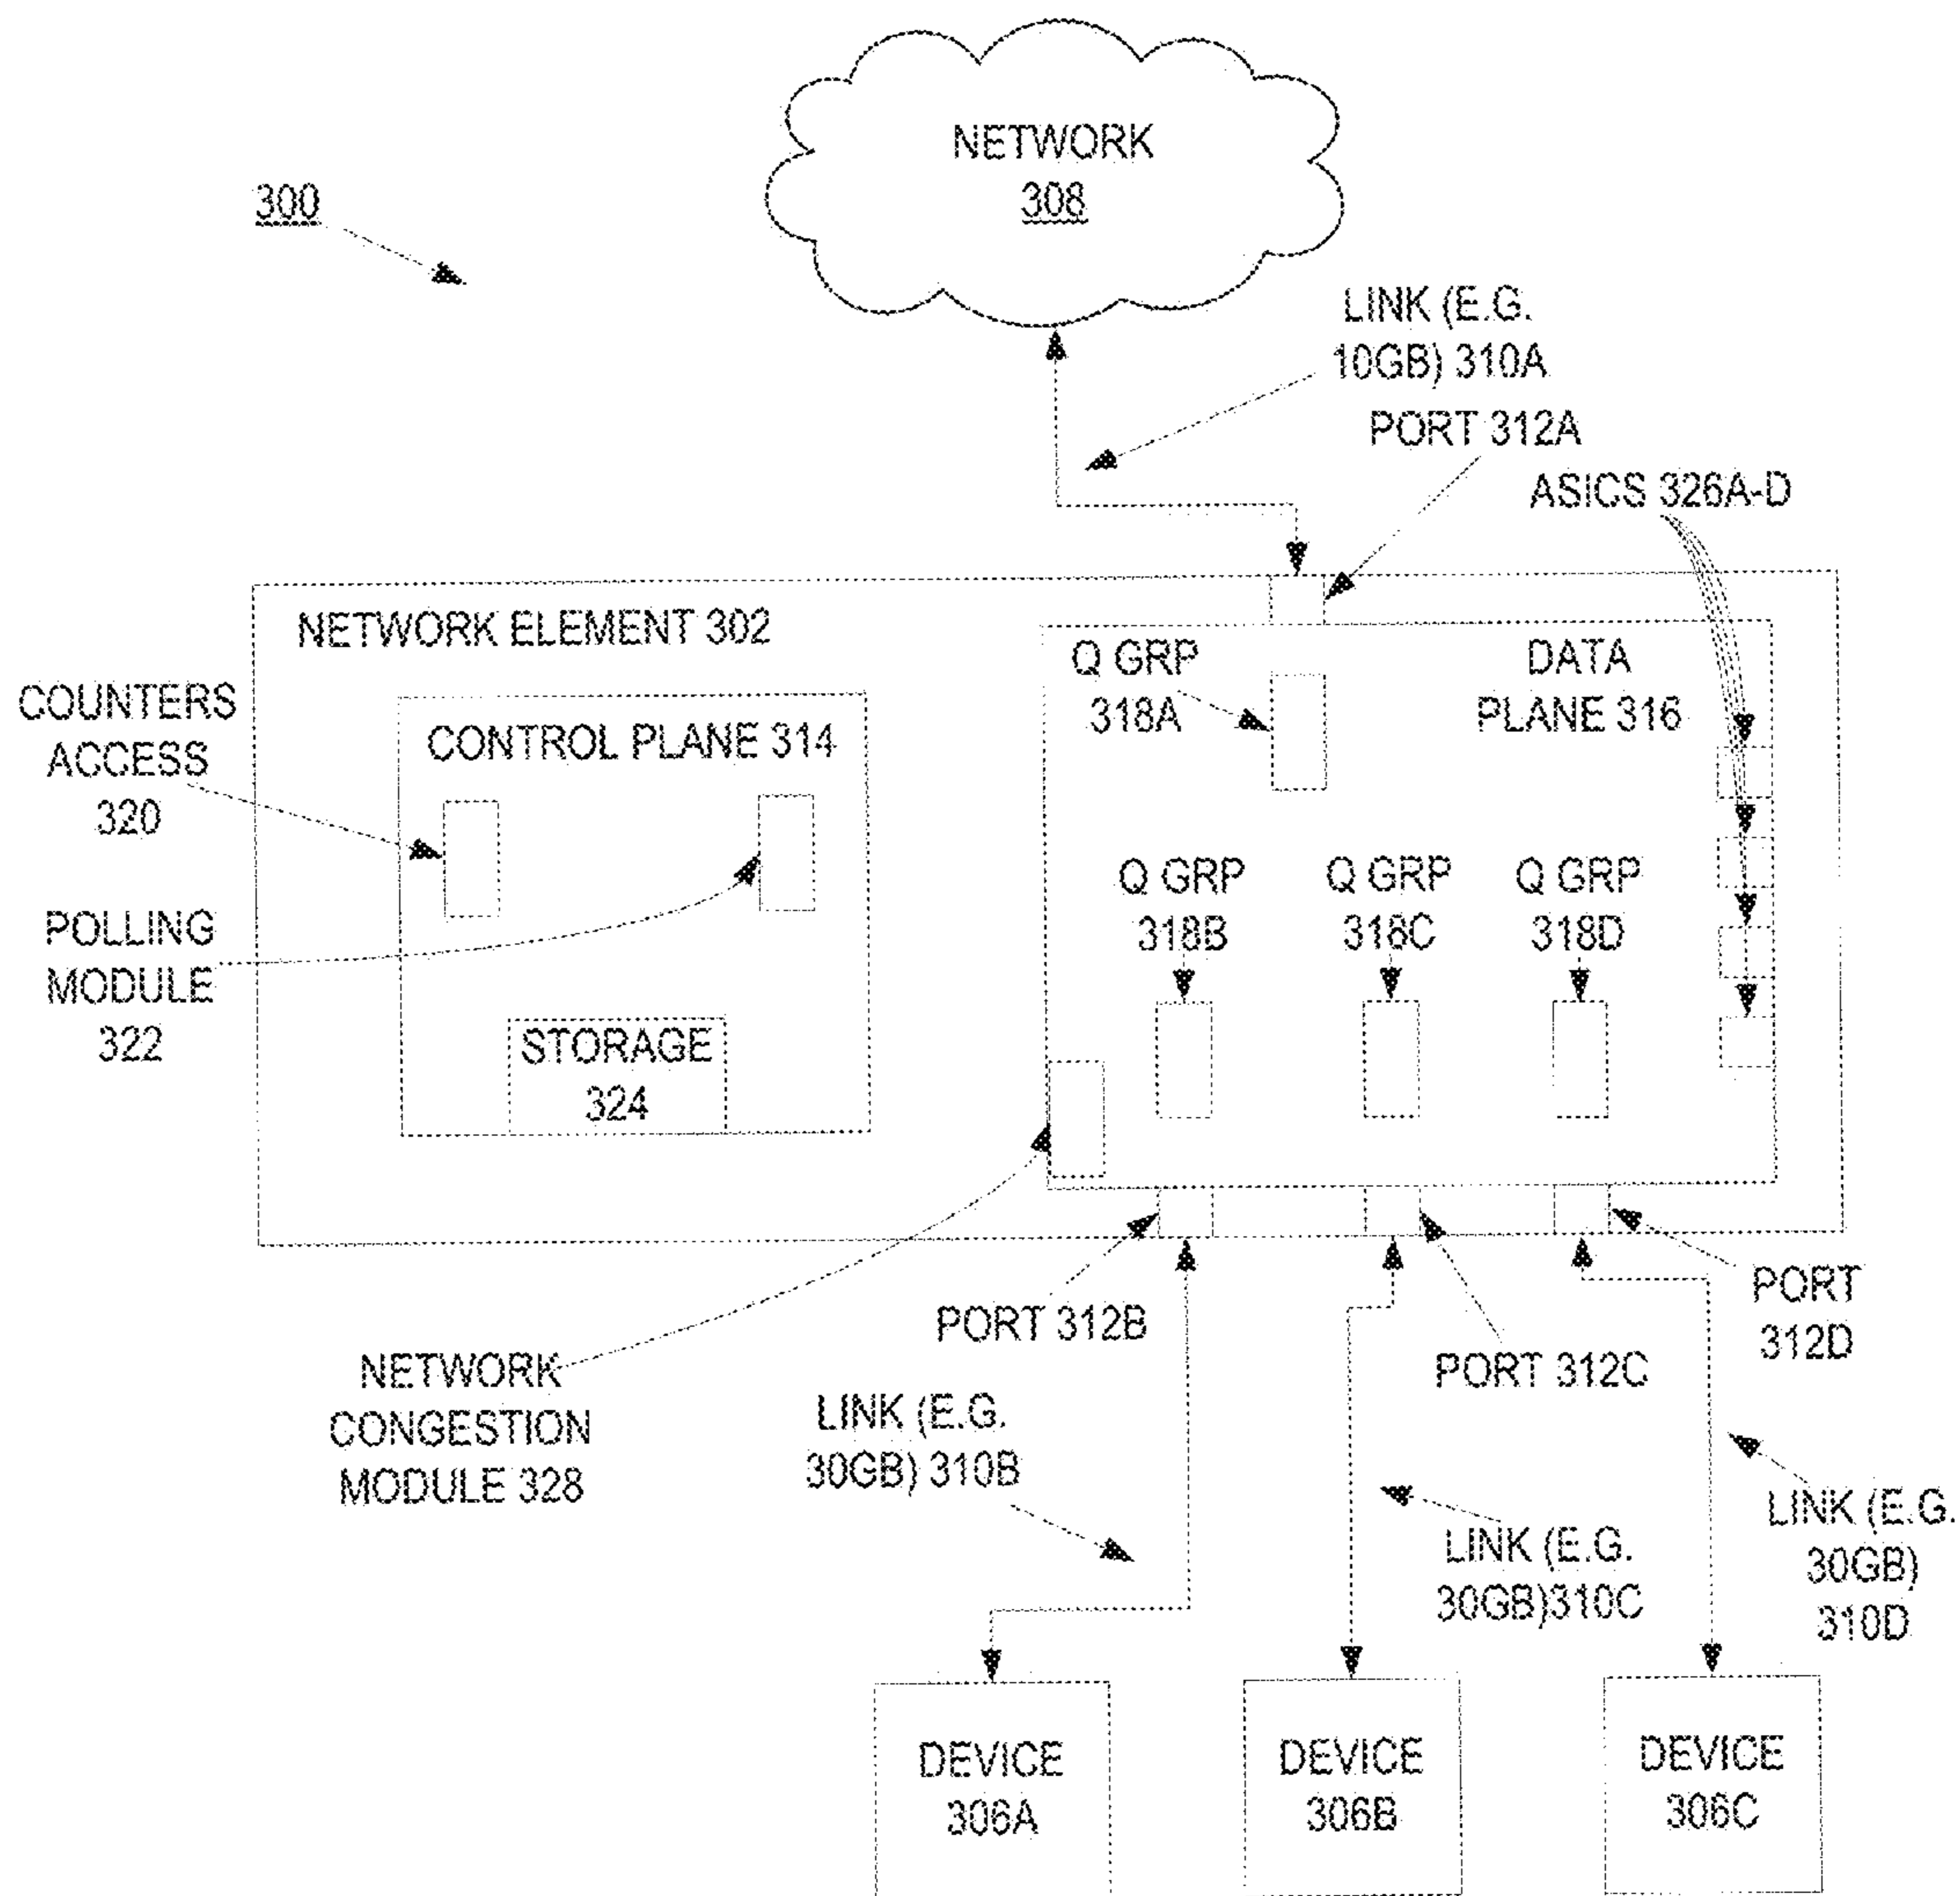 NETWORK
308
300
LINK (E.G.
10GB) 310A
PORT 312A
ASICS 326A-D
NETWORK ELEMENT 302
COUNTERS
ACCESS
320
CONTROL PLANE 314
Q GRP
318A
DATA
PLANE 316
POLLING
MODULE
322
STORAGE
324
Q GRP
318B
Q GRP
318C
Q GRP
318D
PORT 312B
PORT 312C
PORT
312D
NETWORK
CONGESTION
MODULE 328
LINK (E.G.
30GB) 310B
LINK (E.G.
30GB)310C
LINK (E.G.
30GB)
310D
DEVICE
306A
DEVICE
306B
DEVICE
306C